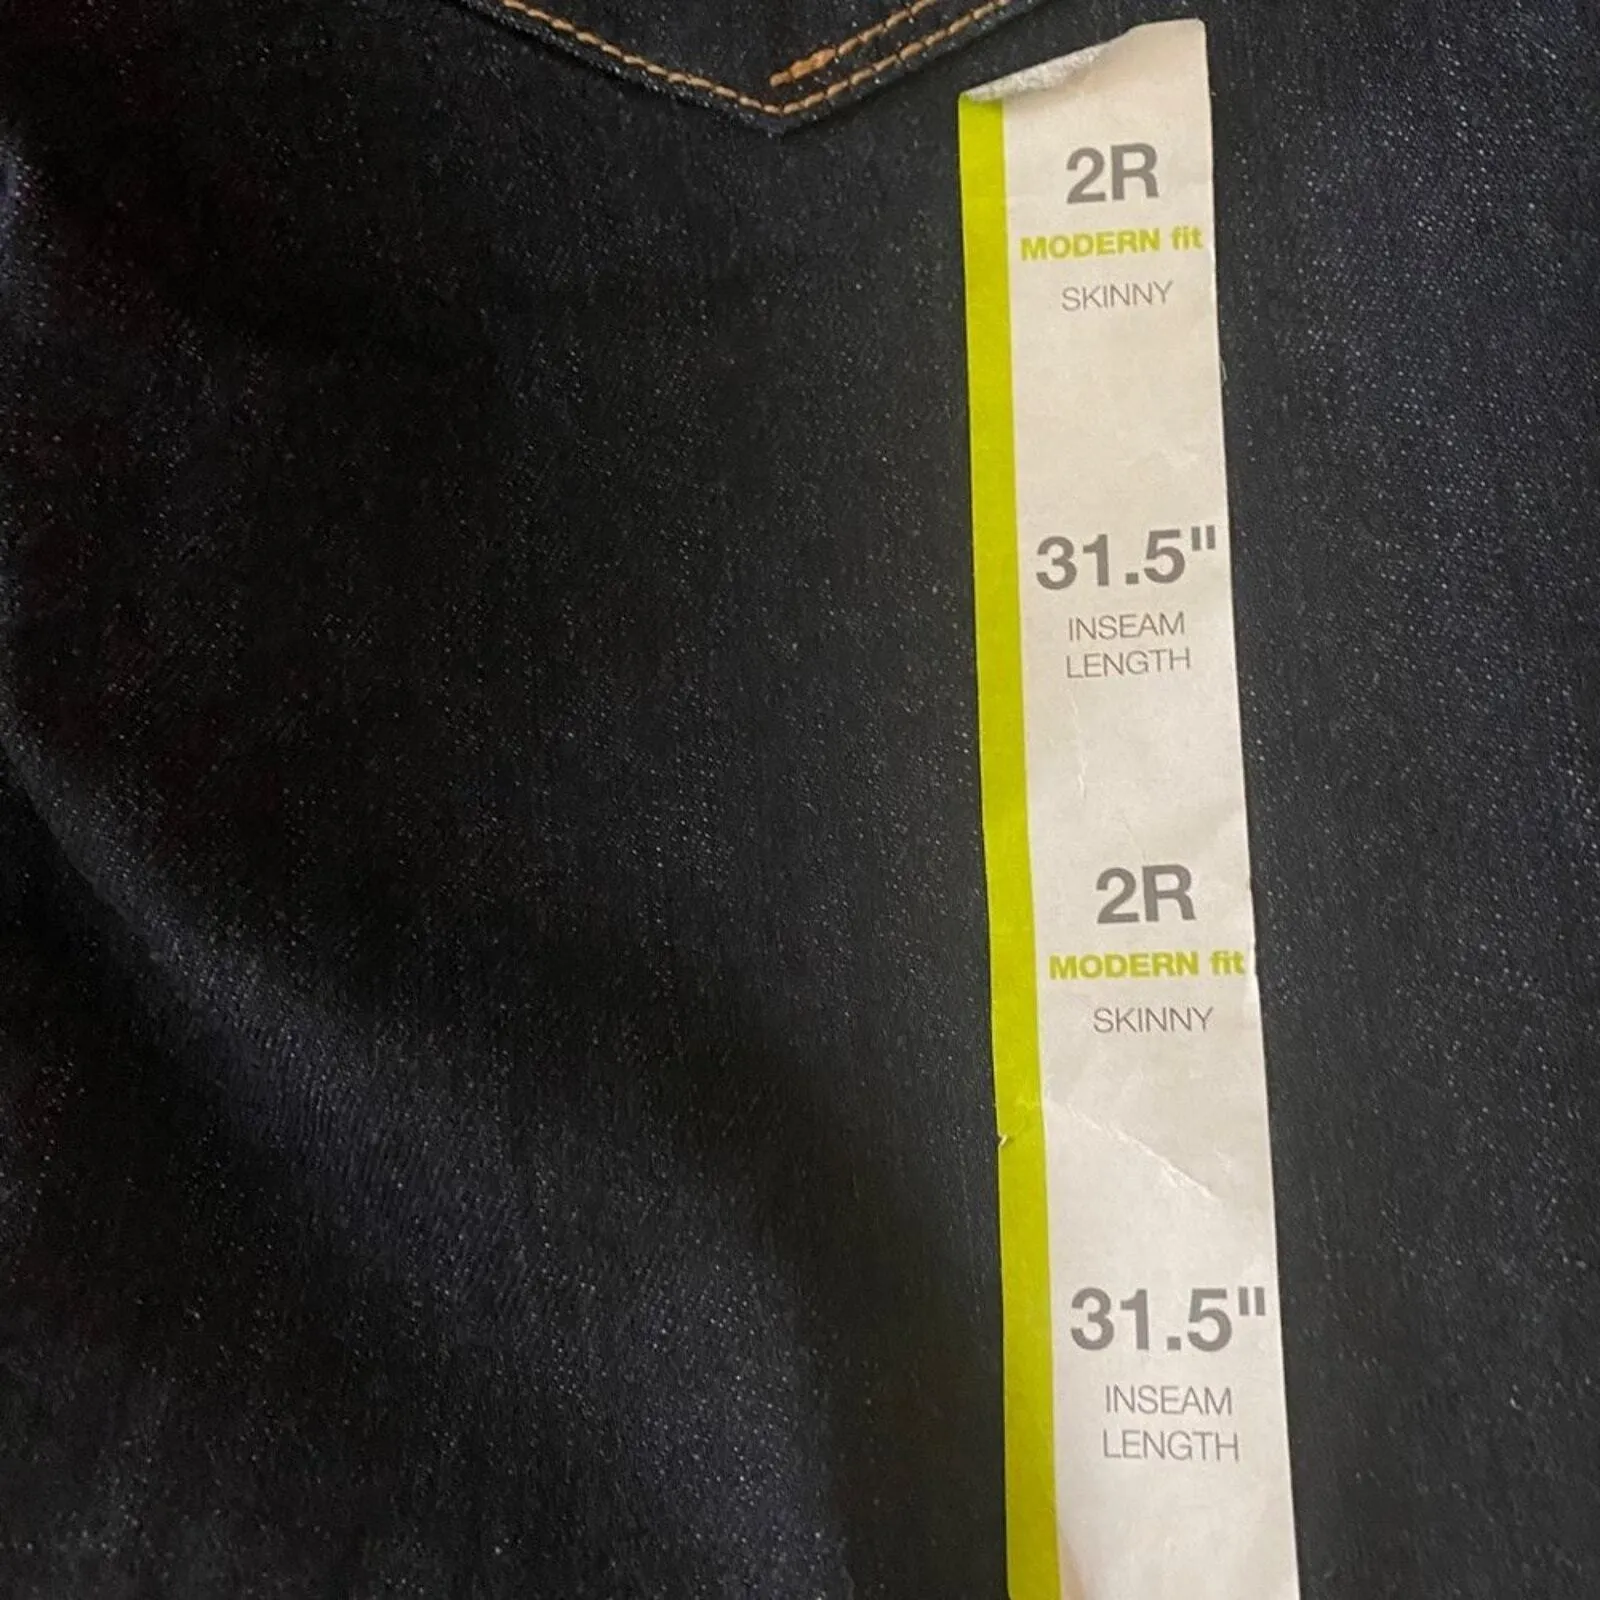 2R
MODERN fit
SKINNY
31.5"
INSEAM
LENGTH
2R
MODERN fit
SKINNY
31.5"
INSEAM
LENGTH